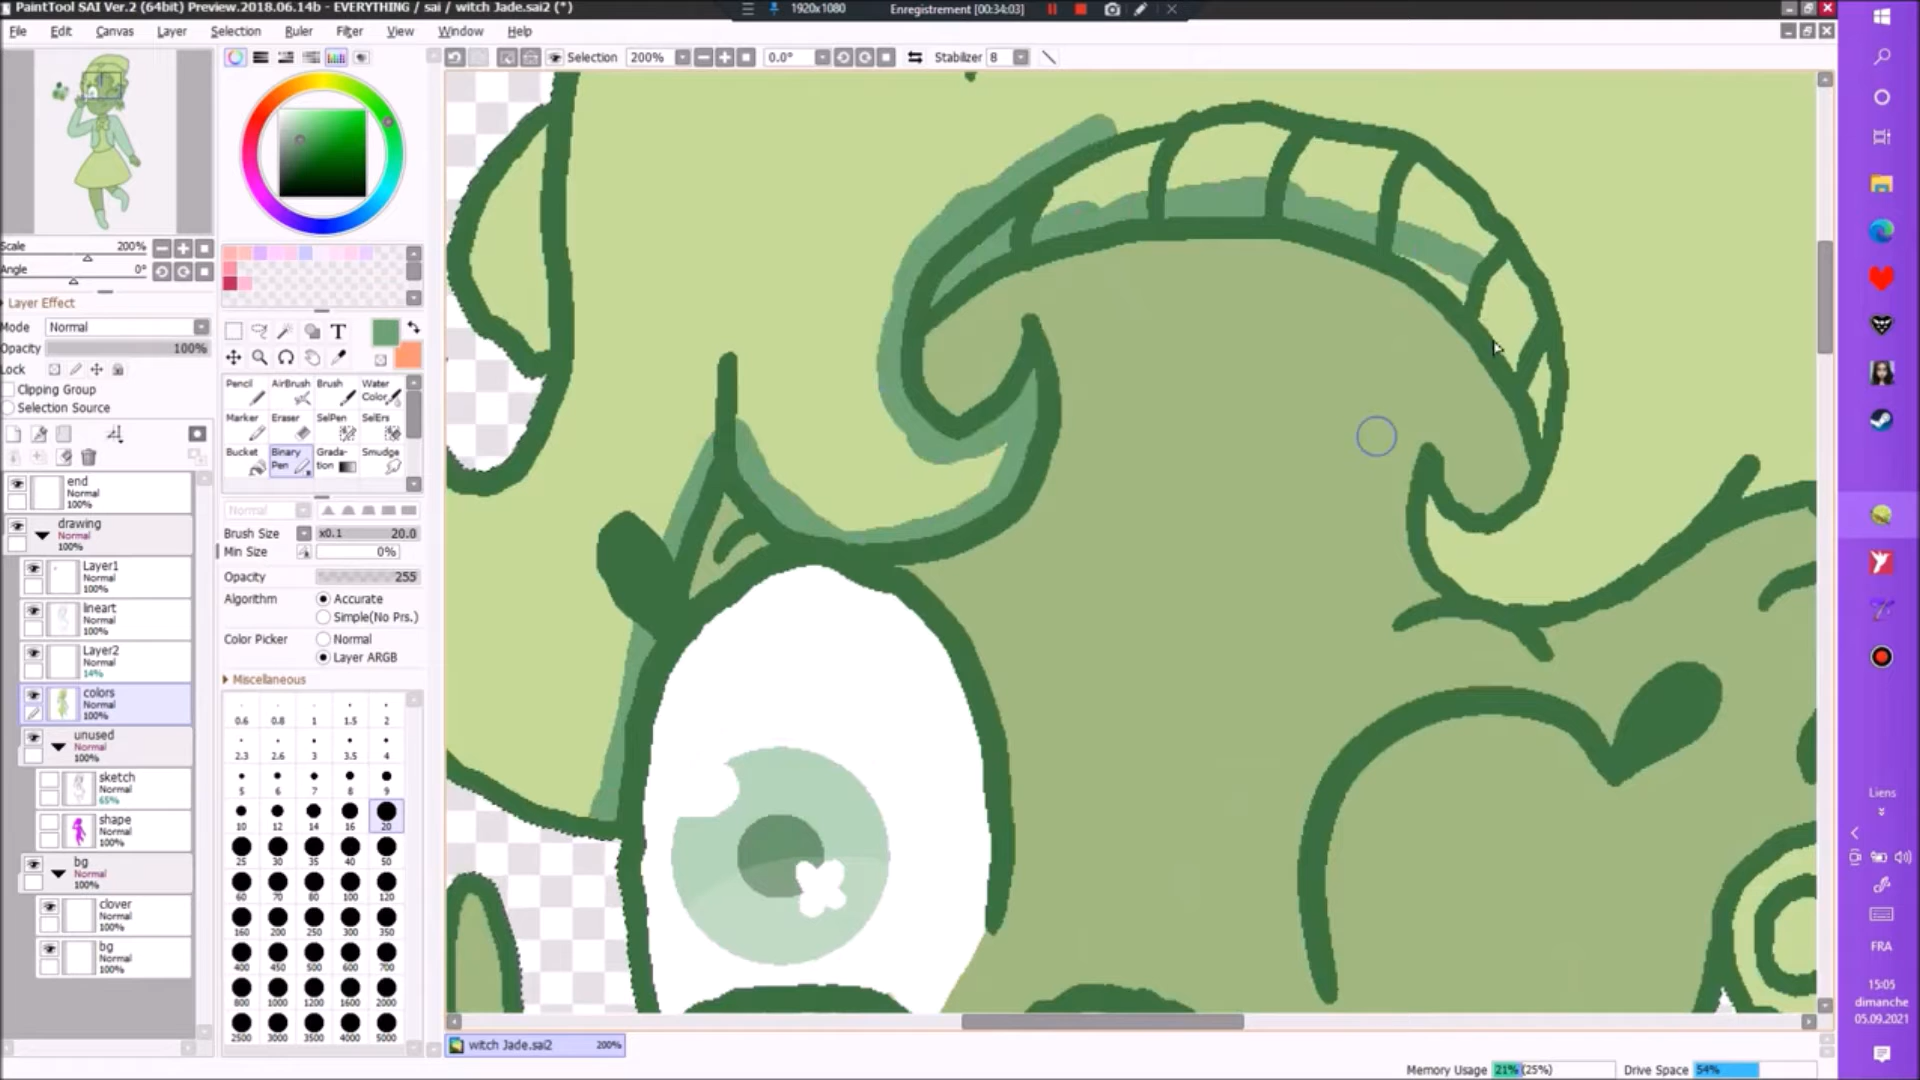 PaintTool SAI Ver.2 (64bit) Preview.2018.06.14b - EVERYTHING / sai / witch Jade.sai2 (*)
1920x1080
Enregistrement [00:34:03]
File Edit Canvas Layer Selection Ruler Filter View Window Help
Selection 200% 0.0° Stabilizer 8
Scale 200%
Angle 0°
Layer Effect
Mode Normal
Opacity 100%
Lock
Clipping Group
Selection Source
end
Normal
100%
drawing
Normal
100%
Layer1
Normal
100%
lineart
Normal
100%
Layer2
Normal
14%
colors
Normal
100%
unused
Normal
100%
sketch
Normal
65%
shape
Normal
100%
bg
Normal
100%
clover
Normal
100%
bg
Normal
100%
T
Pencil AirBrush Brush Water Color
Marker Eraser SelPen SelErs
Bucket Binary Pen Grada-tion Smudge
Normal
Brush Size x0.1 20.0
Min Size 0%
Opacity 255
Algorithm Accurate
Simple(No Prs.)
Color Picker Normal
Layer ARGB
Miscellaneous
0.6 0.8 1 1.5 2
2.3 2.6 3 3.5 4
5 6 7 8 9
10 12 14 16 20
25 30 35 40 50
60 70 80 100 120
160 200 250 300 350
400 450 500 600 700
800 1000 1200 1600 2000
2500 3000 3500 4000 5000
witch Jade.sai2 200%
Memory Usage 21% (25%) Drive Space 54%
Liens
FRA
15:05
dimanche
05.09.2021